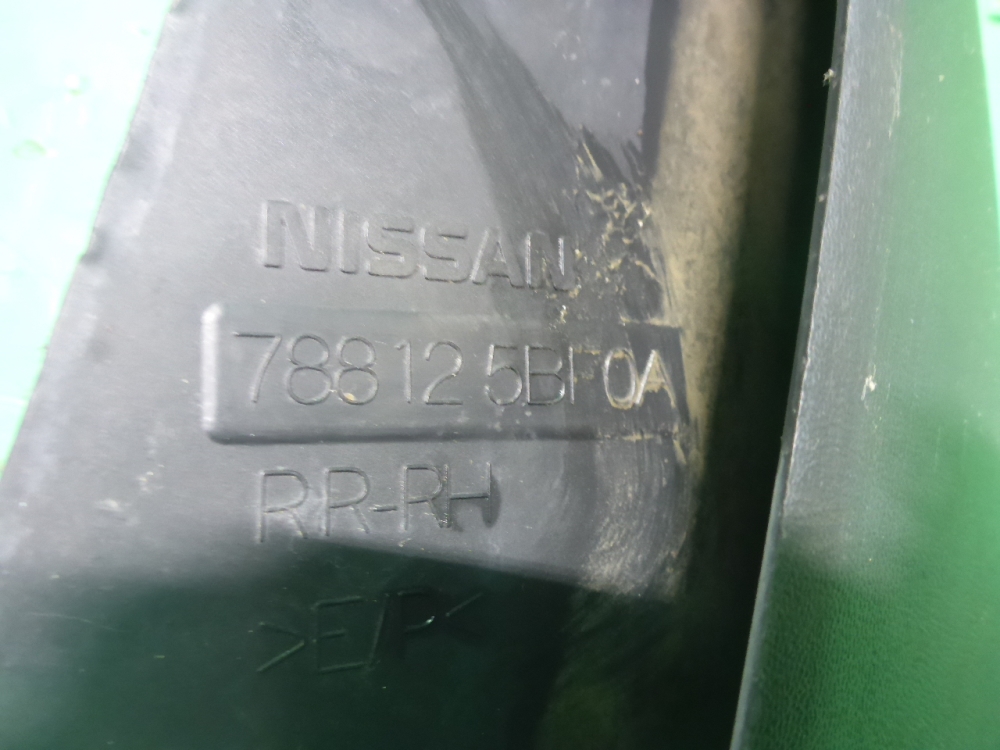 NISSAN
78812 5BF0A
RR-RH
>E/P<